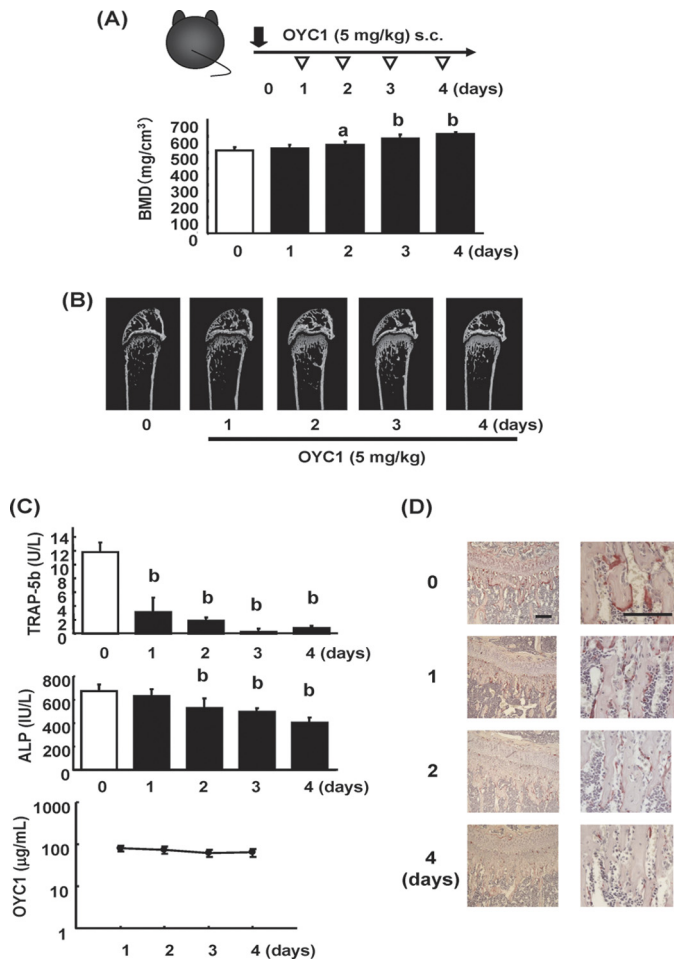 (A)
OYC1 (5 mg/kg) s.c.
0 1 2 3 4 (days)
BMD(mg/cm³)
700
600
500
400
300
200
100
0
a b b
0 1 2 3 4 (days)
(B)
0 1 2 3 4 (days)
OYC1 (5 mg/kg)
(C)
TRAP-5b (U/L)
14
12
10
8
6
4
2
0
b b b b
0 1 2 3 4 (days)
ALP (IU/L)
800
600
400
200
0
b b b
0 1 2 3 4 (days)
OYC1 (μg/mL)
1000
100
10
1
1 2 3 4 (days)
(D)
0
1
2
4
(days)